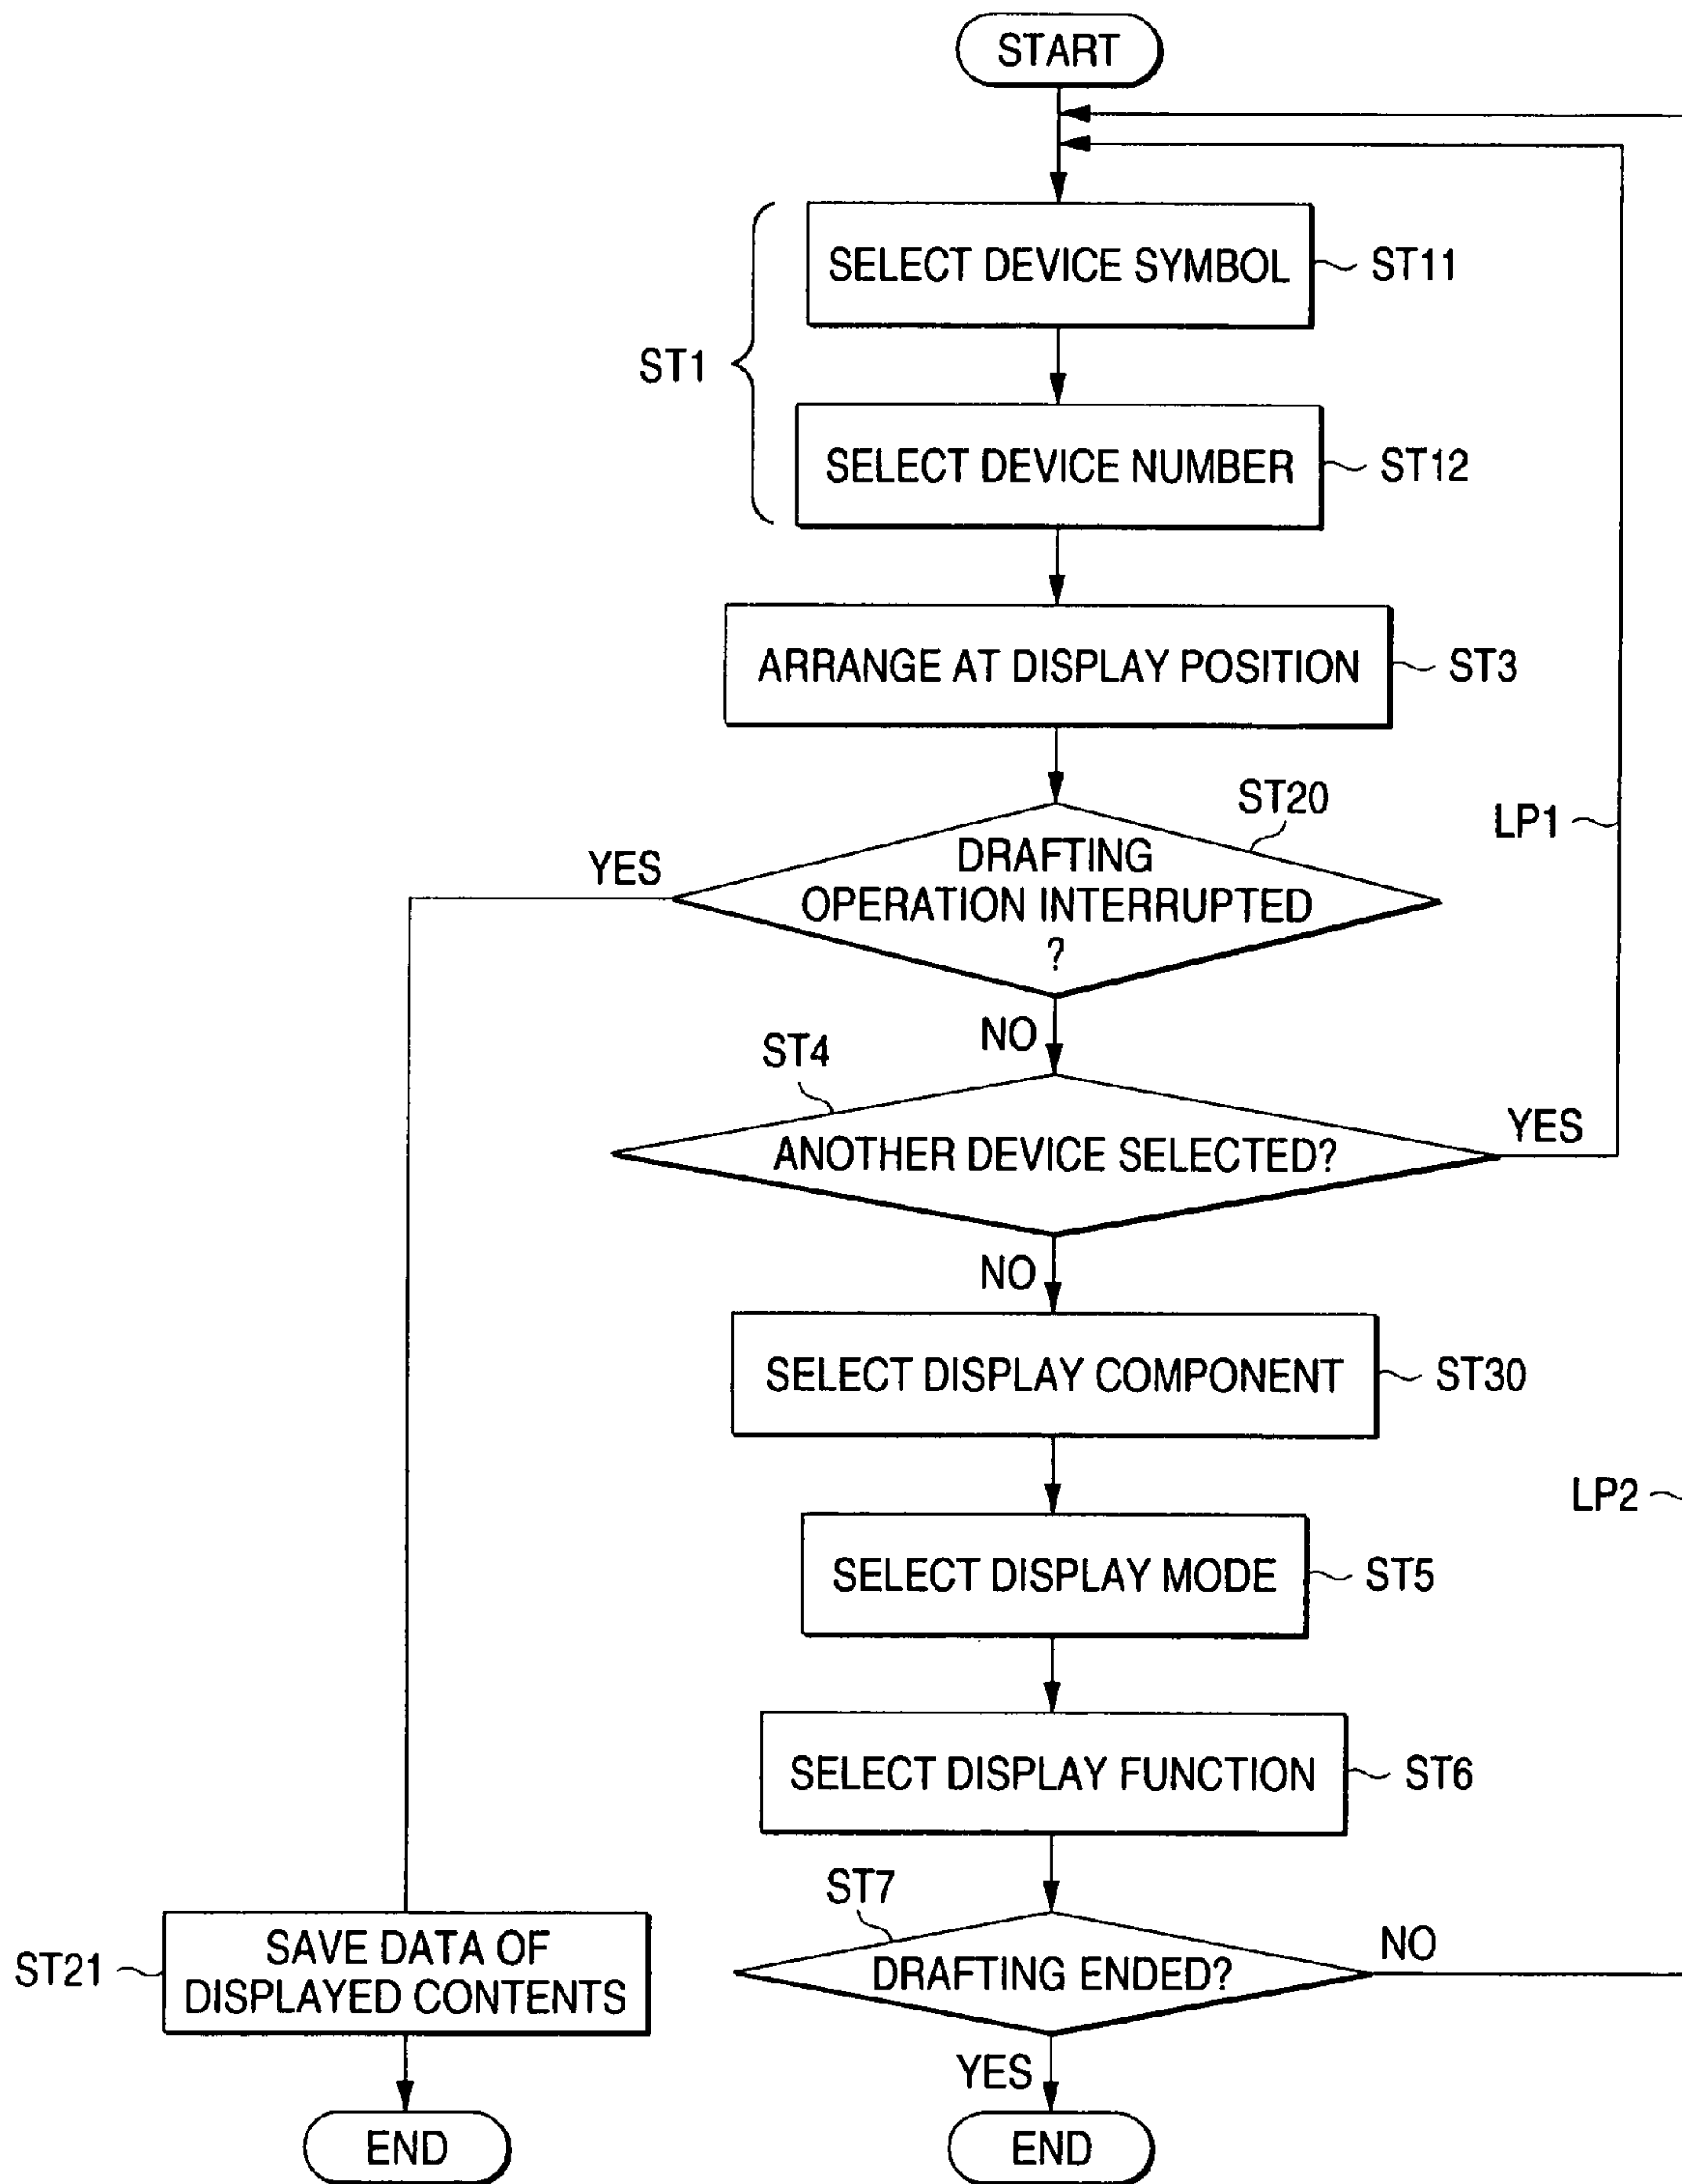 START
SELECT DEVICE SYMBOL
ST11
ST1
SELECT DEVICE NUMBER
ST12
ARRANGE AT DISPLAY POSITION
ST3
ST20
LP1
YES
DRAFTING
OPERATION INTERRUPTED
?
NO
ST4
YES
ANOTHER DEVICE SELECTED?
NO
SELECT DISPLAY COMPONENT
ST30
LP2
SELECT DISPLAY MODE
ST5
SELECT DISPLAY FUNCTION
ST6
ST7
NO
DRAFTING ENDED?
ST21
SAVE DATA OF
DISPLAYED CONTENTS
YES
END
END